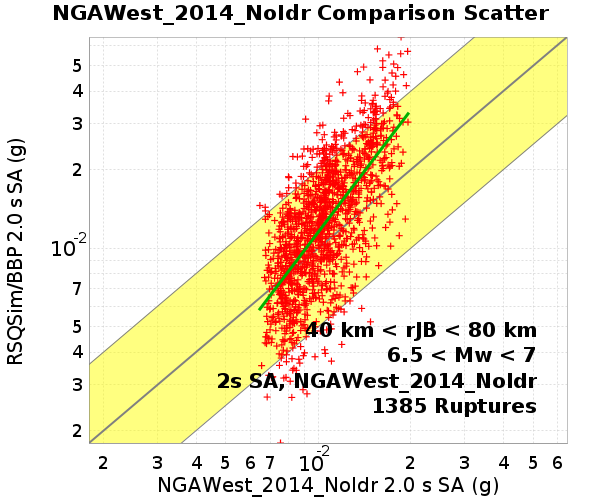 NGAWest_2014_NoIdr Comparison Scatter
RSQSim/BBP 2.0 s SA (g)
5
4
3
2
10-2
7
5
4
3
2
40 km < rJB < 80 km
6.5 < Mw < 7
2s SA, NGAWest_2014_NoIdr
1385 Ruptures
2 3 4 5 6 7 10-2 2 3 4 5 6
NGAWest_2014_NoIdr 2.0 s SA (g)